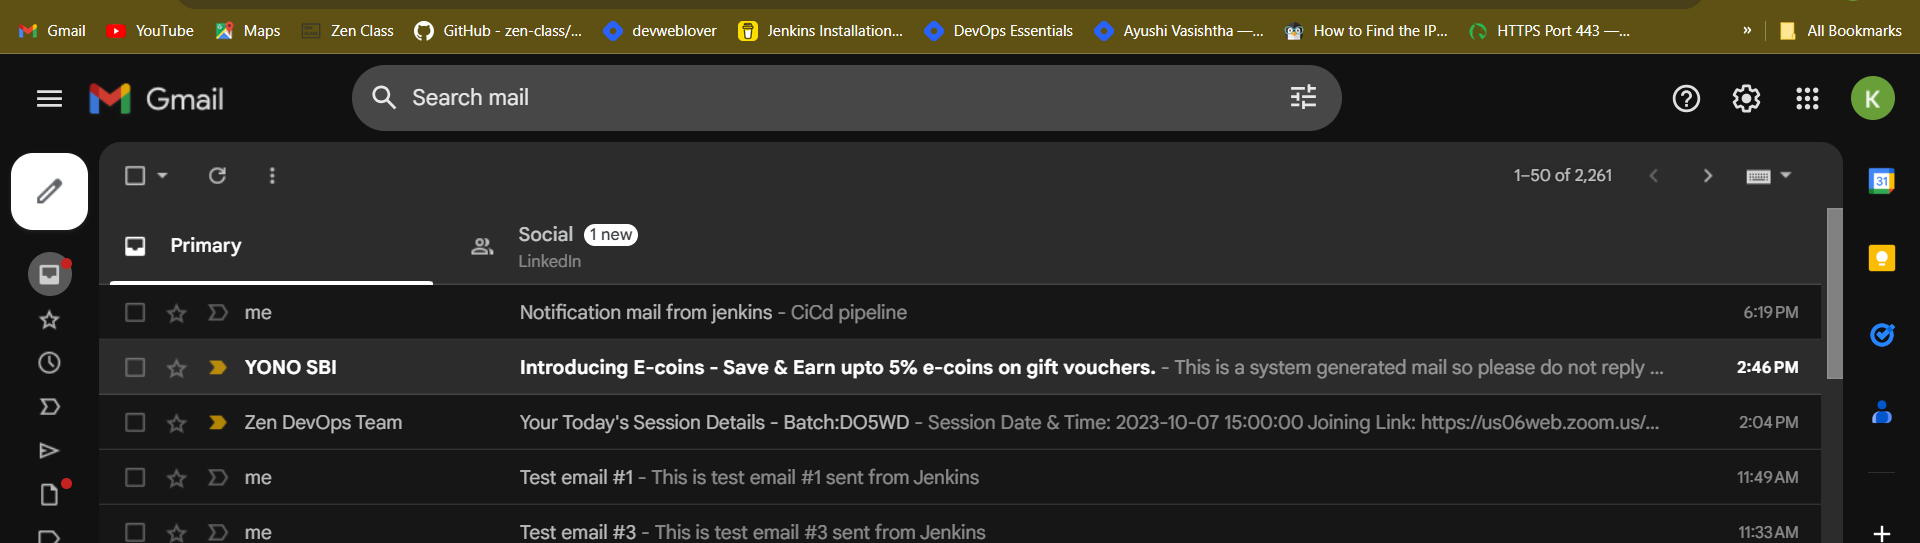 Gmail YouTube Maps Zen Class GitHub - zen-class/... devweblover Jenkins Installation... DevOps Essentials Ayushi Vasishtha —... How to Find the IP... HTTPS Port 443 —... » All Bookmarks
Gmail Search mail K
1–50 of 2,261
31
Primary Social 1 new
LinkedIn
me Notification mail from jenkins - CiCd pipeline 6:19 PM
YONO SBI Introducing E-coins - Save & Earn upto 5% e-coins on gift vouchers. - This is a system generated mail so please do not reply ... 2:46 PM
Zen DevOps Team Your Today's Session Details - Batch:DO5WD - Session Date & Time: 2023-10-07 15:00:00 Joining Link: https://us06web.zoom.us/... 2:04 PM
me Test email #1 - This is test email #1 sent from Jenkins 11:49 AM
me Test email #3 - This is test email #3 sent from Jenkins 11:33 AM